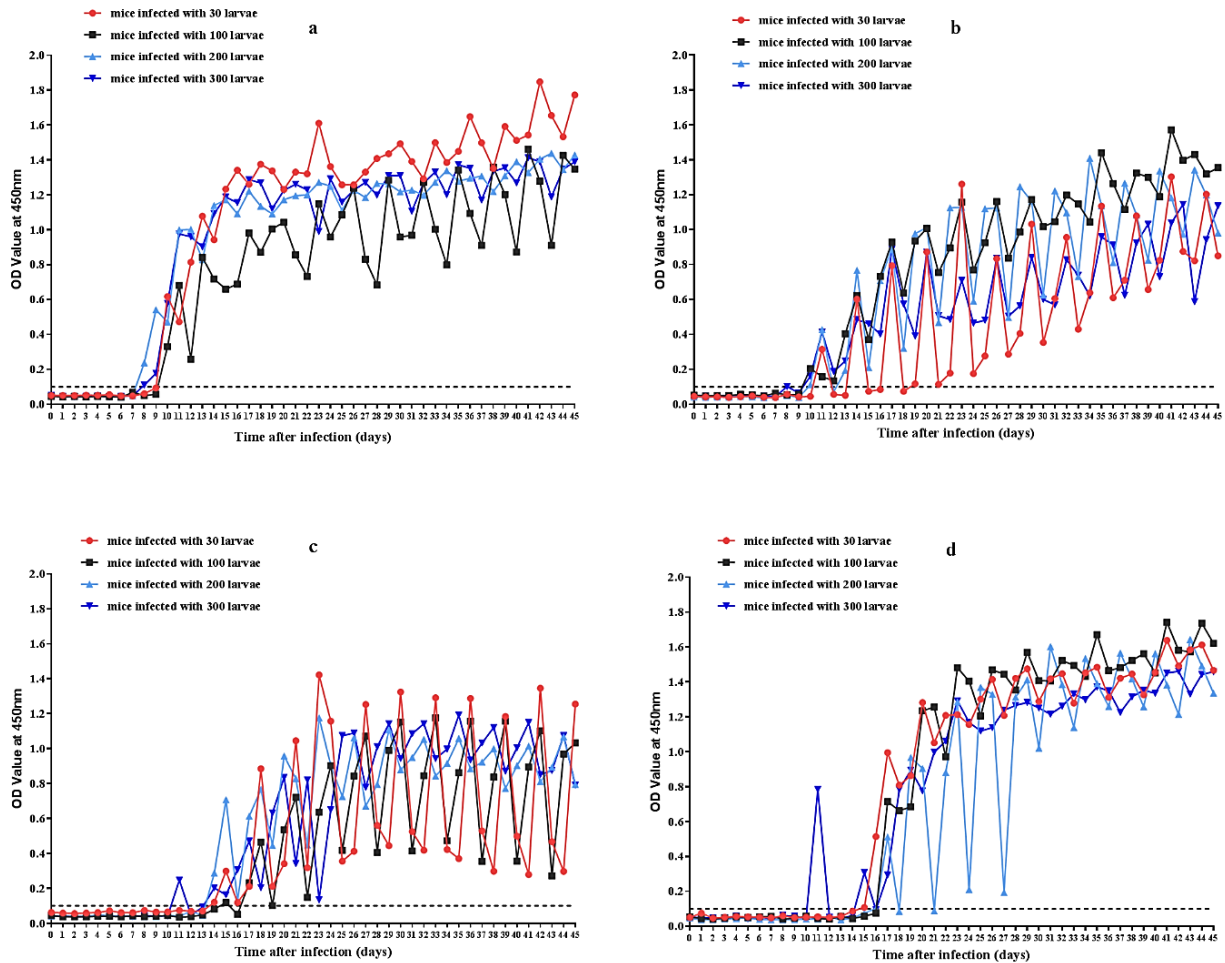 mice infected with 30 larvae
mice infected with 100 larvae
mice infected with 200 larvae
mice infected with 300 larvae
a
OD Value at 450nm
2.0
1.8
1.6
1.4
1.2
1.0
0.8
0.6
0.4
0.2
0.0
0 1 2 3 4 5 6 7 8 9 10 11 12 13 14 15 16 17 18 19 20 21 22 23 24 25 26 27 28 29 30 31 32 33 34 35 36 37 38 39 40 41 42 43 44 45
Time after infection (days)
mice infected with 30 larvae
mice infected with 100 larvae
mice infected with 200 larvae
mice infected with 300 larvae
b
OD Value at 450nm
2.0
1.8
1.6
1.4
1.2
1.0
0.8
0.6
0.4
0.2
0.0
0 1 2 3 4 5 6 7 8 9 10 11 12 13 14 15 16 17 18 19 20 21 22 23 24 25 26 27 28 29 30 31 32 33 34 35 36 37 38 39 40 41 42 43 44 45
Time after infection (days)
mice infected with 30 larvae
mice infected with 100 larvae
mice infected with 200 larvae
mice infected with 300 larvae
c
OD Value at 450nm
2.0
1.8
1.6
1.4
1.2
1.0
0.8
0.6
0.4
0.2
0.0
0 1 2 3 4 5 6 7 8 9 10 11 12 13 14 15 16 17 18 19 20 21 22 23 24 25 26 27 28 29 30 31 32 33 34 35 36 37 38 39 40 41 42 43 44 45
Time after infection (days)
mice infected with 30 larvae
mice infected with 100 larvae
mice infected with 200 larvae
mice infected with 300 larvae
d
OD Value at 450nm
2.0
1.8
1.6
1.4
1.2
1.0
0.8
0.6
0.4
0.2
0.0
0 1 2 3 4 5 6 7 8 9 10 11 12 13 14 15 16 17 18 19 20 21 22 23 24 25 26 27 28 29 30 31 32 33 34 35 36 37 38 39 40 41 42 43 44 45
Time after infection (days)